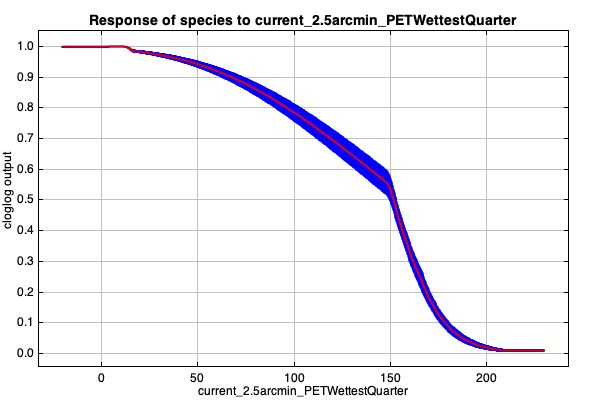 Response of species to current_2.5arcmin_PETWettestQuarter
1.0
0.9
0.8
0.7
0.6
0.5
0.4
0.3
0.2
0.1
0.0
cloglog output
0 50 100 150 200
current_2.5arcmin_PETWettestQuarter